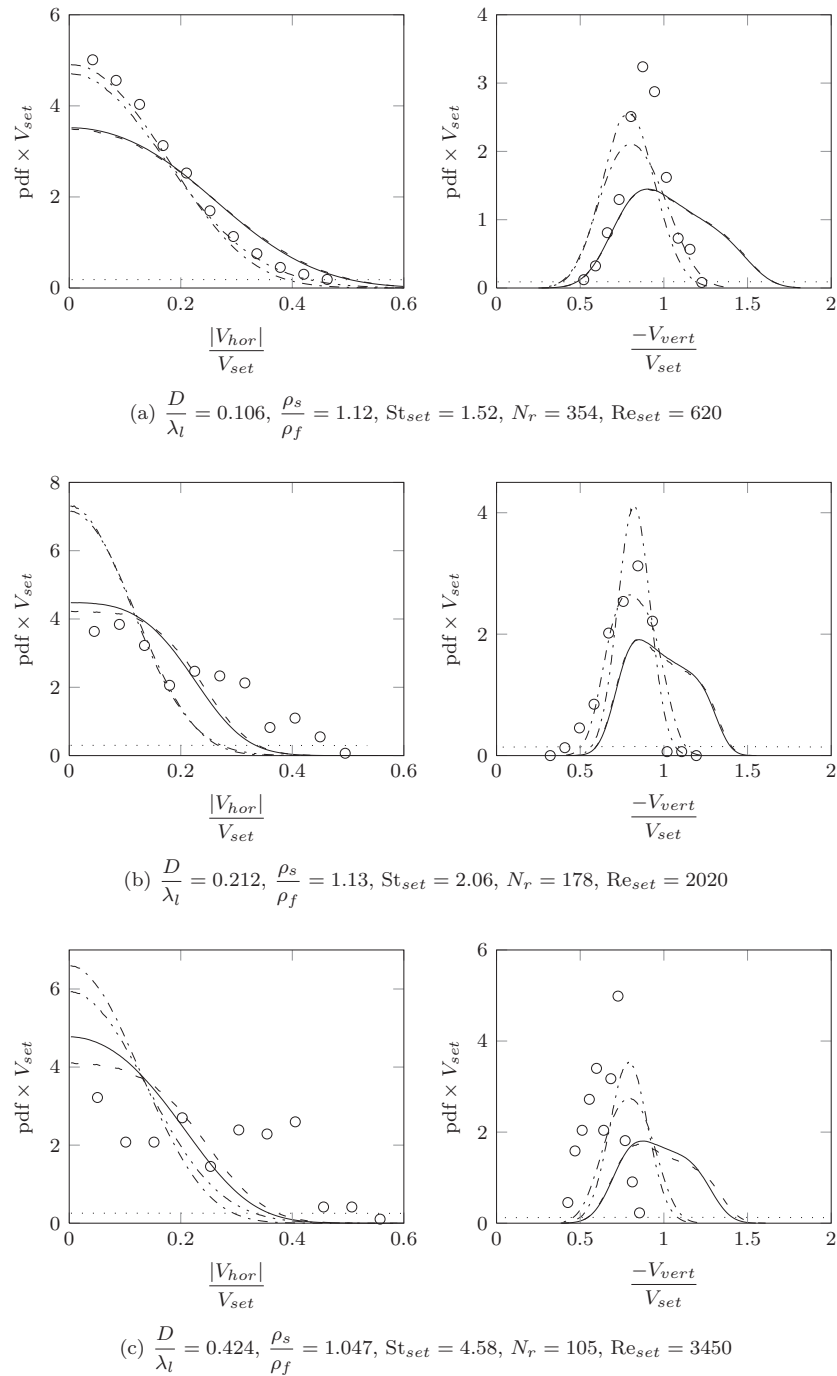 6
4
2
0
pdf × V_set
0 0.2 0.4 0.6
|V_hor|
V_set
4
3
2
1
0
pdf × V_set
0 0.5 1 1.5 2
−V_vert
V_set
(a) D/λ_l = 0.106, ρ_s/ρ_f = 1.12, St_set = 1.52, N_r = 354, Re_set = 620
8
6
4
2
0
pdf × V_set
0 0.2 0.4 0.6
|V_hor|
V_set
4
2
0
pdf × V_set
0 0.5 1 1.5 2
−V_vert
V_set
(b) D/λ_l = 0.212, ρ_s/ρ_f = 1.13, St_set = 2.06, N_r = 178, Re_set = 2020
6
4
2
0
pdf × V_set
0 0.2 0.4 0.6
|V_hor|
V_set
6
4
2
0
pdf × V_set
0 0.5 1 1.5 2
−V_vert
V_set
(c) D/λ_l = 0.424, ρ_s/ρ_f = 1.047, St_set = 4.58, N_r = 105, Re_set = 3450